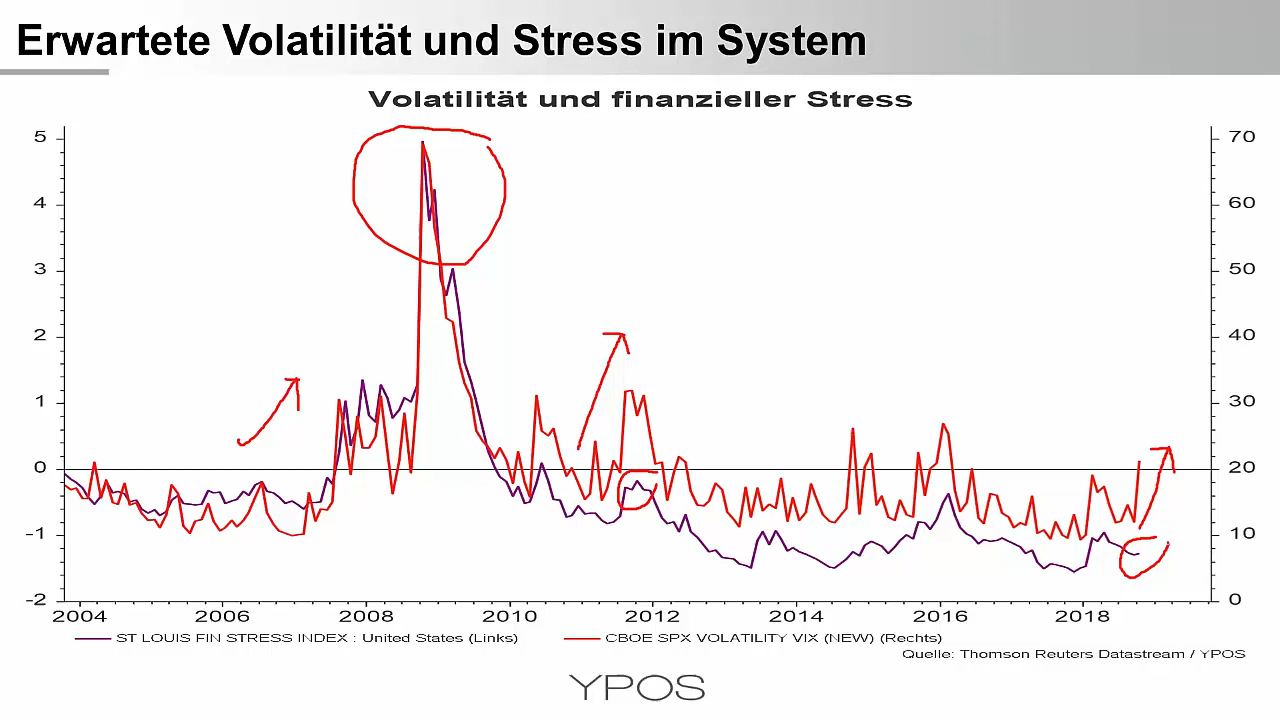 Erwartete Volatilität und Stress im System
Volatilität und finanzieller Stress
5 70
4 60
3 50
2 40
1 30
0 20
-1 10
-2 0
2004 2006 2008 2010 2012 2014 2016 2018
ST LOUIS FIN STRESS INDEX : United States (Links) CBOE SPX VOLATILITY VIX (NEW) (Rechts)
Quelle: Thomson Reuters Datastream / YPOS
YPOS